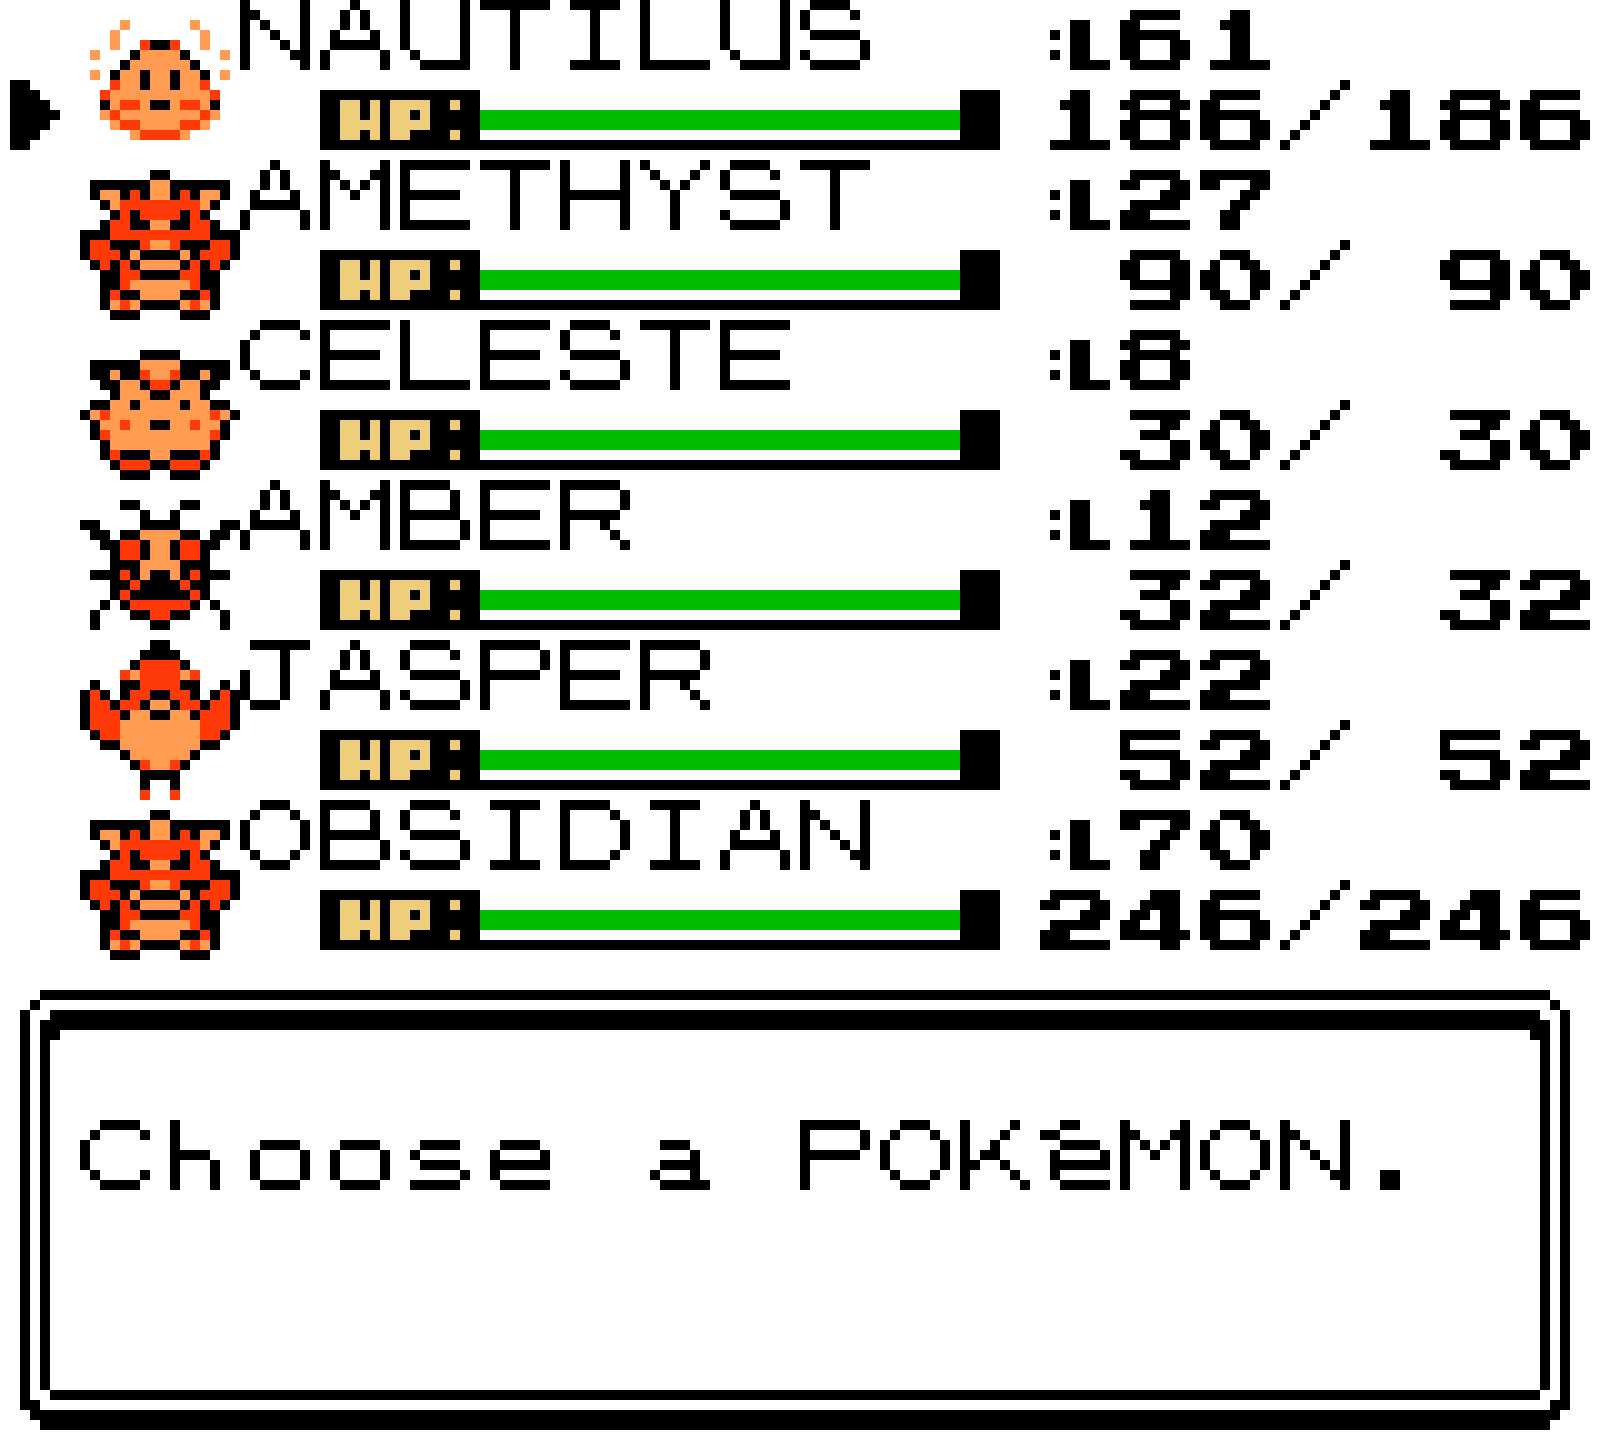 NAUTILUS :L61
HP: 186/186
AMETHYST :L27
HP: 90/ 90
CELESTE :L8
HP: 30/ 30
AMBER :L12
HP: 32/ 32
JASPER :L22
HP: 52/ 52
OBSIDIAN :L70
HP: 246/246
Choose a POKéMON.